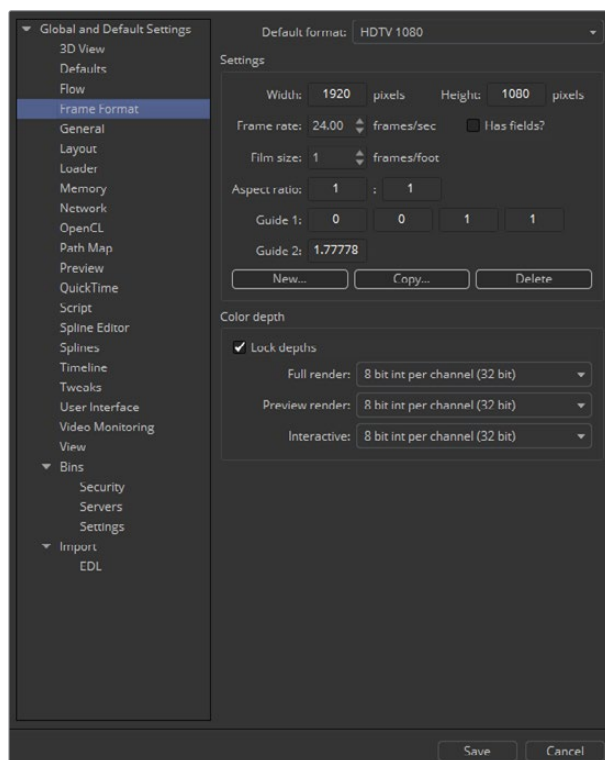 Global and Default Settings
3D View
Defaults
Flow
Frame Format
General
Layout
Loader
Memory
Network
OpenCL
Path Map
Preview
QuickTime
Script
Spline Editor
Splines
Timeline
Tweaks
User Interface
Video Monitoring
View
Bins
Security
Servers
Settings
Import
EDL
Default format: HDTV 1080
Settings
Width: 1920 pixels Height: 1080 pixels
Frame rate: 24.00 frames/sec Has fields?
Film size: 1 frames/foot
Aspect ratio: 1 : 1
Guide 1: 0 0 1 1
Guide 2: 1.77778
New... Copy... Delete
Color depth
Lock depths
Full render: 8 bit int per channel (32 bit)
Preview render: 8 bit int per channel (32 bit)
Interactive: 8 bit int per channel (32 bit)
Save Cancel